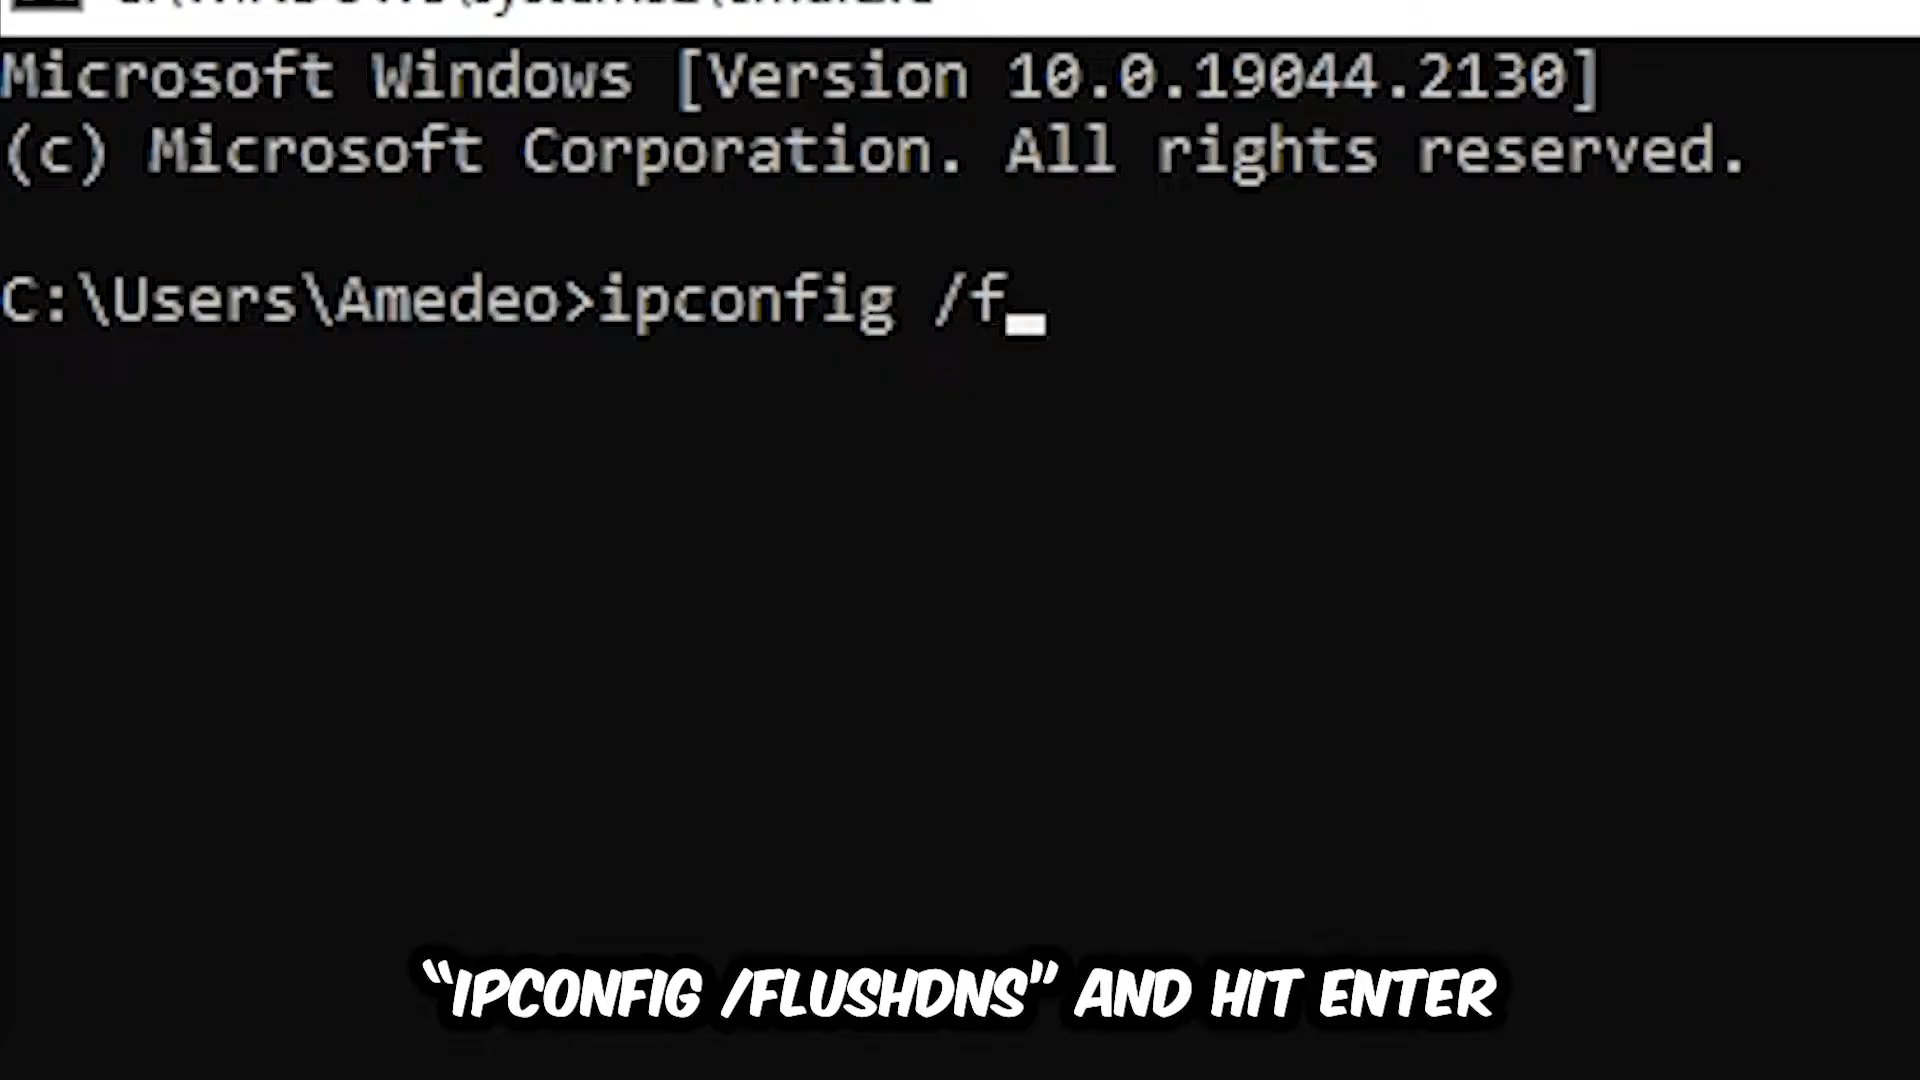 Microsoft Windows [Version 10.0.19044.2130]
(c) Microsoft Corporation. All rights reserved.
C:\Users\Amedeo>ipconfig /f_
“IPCONFIG /FLUSHDNS” AND HIT ENTER